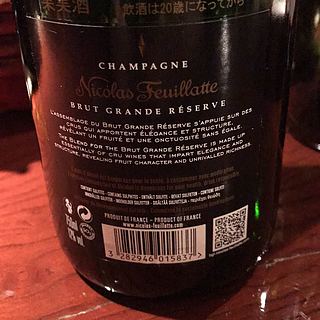 果実酒
飲酒は20歳になってから
CHAMPAGNE
Nicolas Feuillatte
BRUT GRANDE RÉSERVE
L'ASSEMBLAGE DU BRUT GRANDE RÉSERVE S'APPUIE SUR DES
CRUS QUI APPORTENT ÉLÉGANCE ET STRUCTURE,
RÉVÉLANT UN FRUITÉ ET UNE ONCTUOSITÉ SANS ÉGALE.
THE BLEND FOR THE BRUT GRANDE RESERVE IS MADE UP
ESSENTIALLY OF CRU WINES THAT IMPART ELEGANCE AND
STRUCTURE, REVEALING FRUIT CHARACTER AND UNRIVALLED RICHNESS.
PRODUIT DE FRANCE - PRODUCT OF FRANCE
www.nicolas-feuillatte.com
3 282946 015837